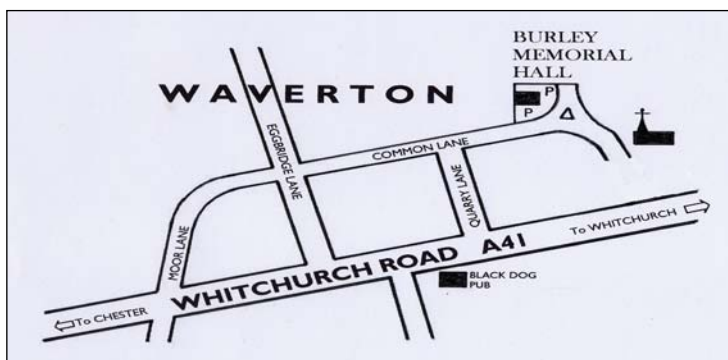 BURLEY
MEMORIAL
HALL
WAVERTON
P
P
EGGBRIDGE LANE
COMMON LANE
QUARRY LANE
MOOR LANE
To WHITCHURCH
WHITCHURCH ROAD A41
BLACK DOG
PUB
To CHESTER